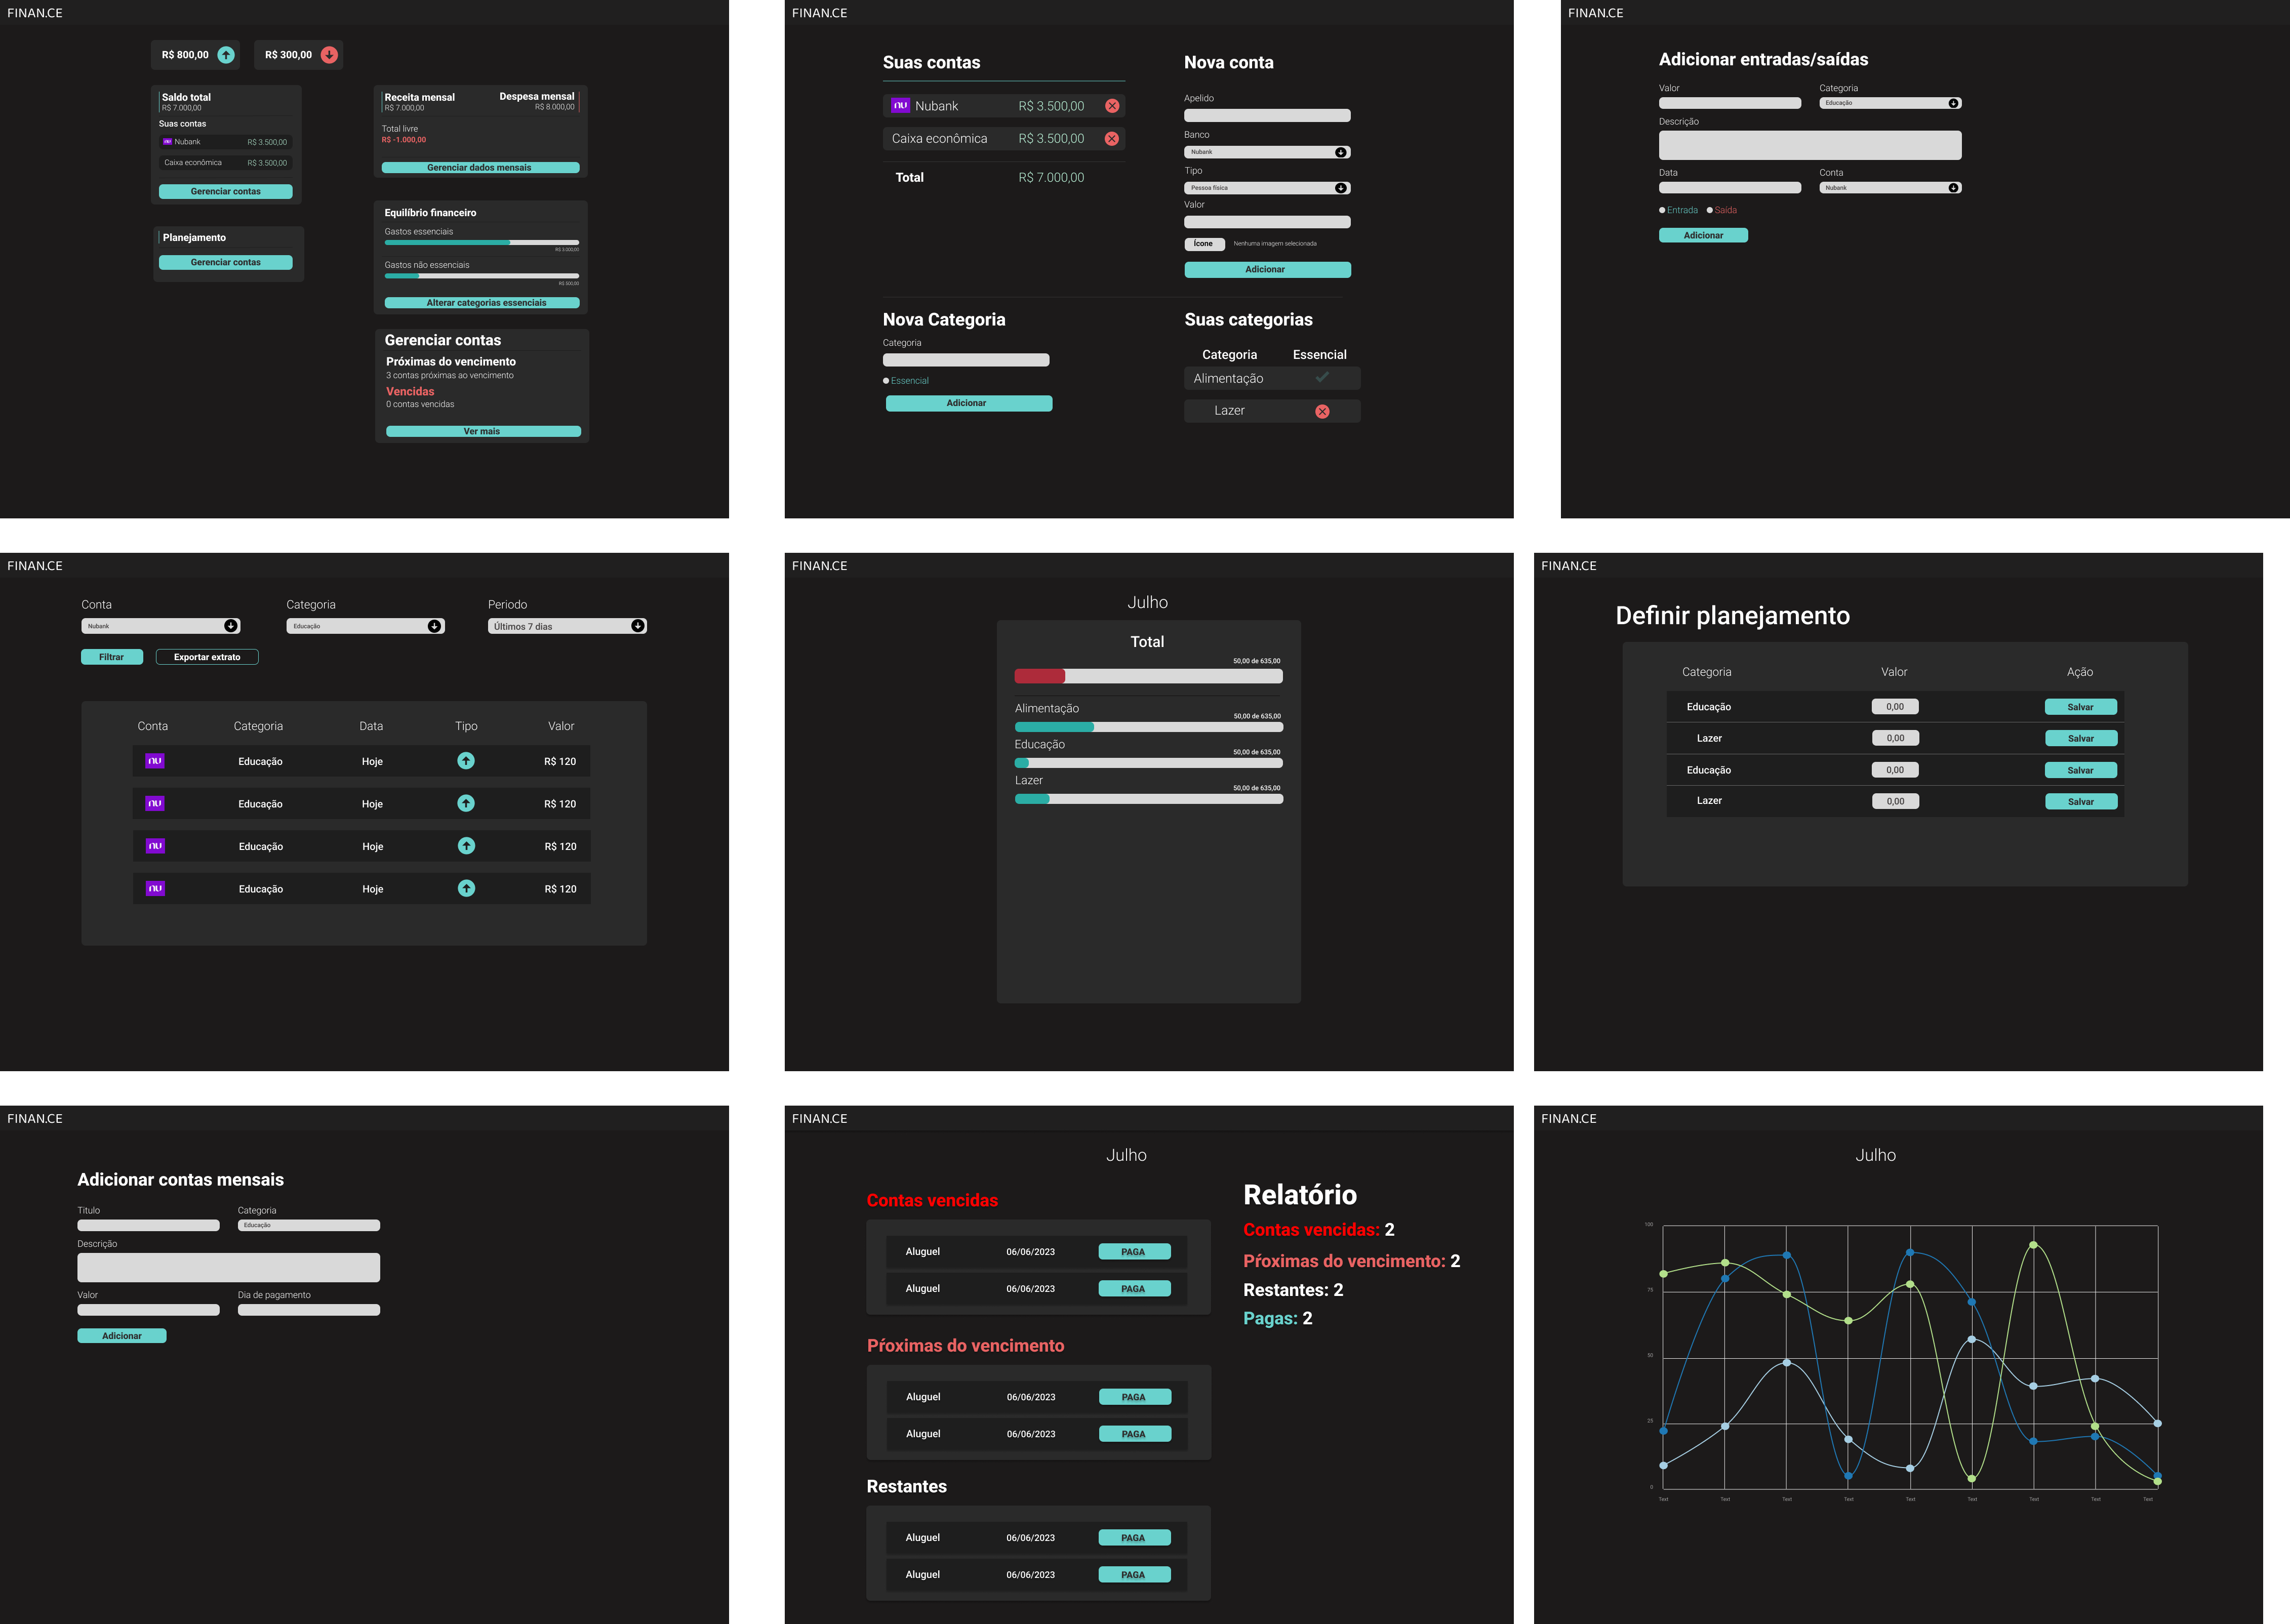 FINAN.CE
R$ 800,00
R$ 300,00
Saldo total
R$ 7.000,00
Suas contas
nu Nubank R$ 3.500,00
Caixa econômica R$ 3.500,00
Gerenciar contas
Planejamento
Gerenciar contas
Receita mensal Despesa mensal
R$ 7.000,00 R$ 8.000,00
Total livre
R$ -1.000,00
Gerenciar dados mensais
Equilíbrio financeiro
Gastos essenciais
R$ 3.000,00
Gastos não essenciais
R$ 500,00
Alterar categorias essenciais
Gerenciar contas
Próximas do vencimento
3 contas próximas ao vencimento
Vencidas
0 contas vencidas
Ver mais
FINAN.CE
Suas contas
nu Nubank R$ 3.500,00
Caixa econômica R$ 3.500,00
Total R$ 7.000,00
Nova conta
Apelido
Banco
Nubank
Tipo
Pessoa física
Valor
Ícone Nenhuma imagem selecionada
Adicionar
Nova Categoria
Categoria
Essencial
Adicionar
Suas categorias
Categoria Essencial
Alimentação
Lazer
FINAN.CE
Adicionar entradas/saídas
Valor Categoria
Educação
Descrição
Data Conta
Nubank
Entrada Saída
Adicionar
FINAN.CE
Conta Categoria Periodo
Nubank Educação Últimos 7 dias
Filtrar Exportar extrato
Conta Categoria Data Tipo Valor
nu Educação Hoje R$ 120
nu Educação Hoje R$ 120
nu Educação Hoje R$ 120
nu Educação Hoje R$ 120
FINAN.CE
Julho
Total
50,00 de 635,00
Alimentação
50,00 de 635,00
Educação
50,00 de 635,00
Lazer
50,00 de 635,00
FINAN.CE
Definir planejamento
Categoria Valor Ação
Educação 0,00 Salvar
Lazer 0,00 Salvar
Educação 0,00 Salvar
Lazer 0,00 Salvar
FINAN.CE
Adicionar contas mensais
Titulo Categoria
Educação
Descrição
Valor Dia de pagamento
Adicionar
FINAN.CE
Julho
Contas vencidas
Aluguel 06/06/2023 PAGA
Aluguel 06/06/2023 PAGA
Pŕoximas do vencimento
Aluguel 06/06/2023 PAGA
Aluguel 06/06/2023 PAGA
Restantes
Aluguel 06/06/2023 PAGA
Aluguel 06/06/2023 PAGA
Relatório
Contas vencidas: 2
Pŕoximas do vencimento: 2
Restantes: 2
Pagas: 2
FINAN.CE
Julho
100
75
50
25
0
Text Text Text Text Text Text Text Text Text